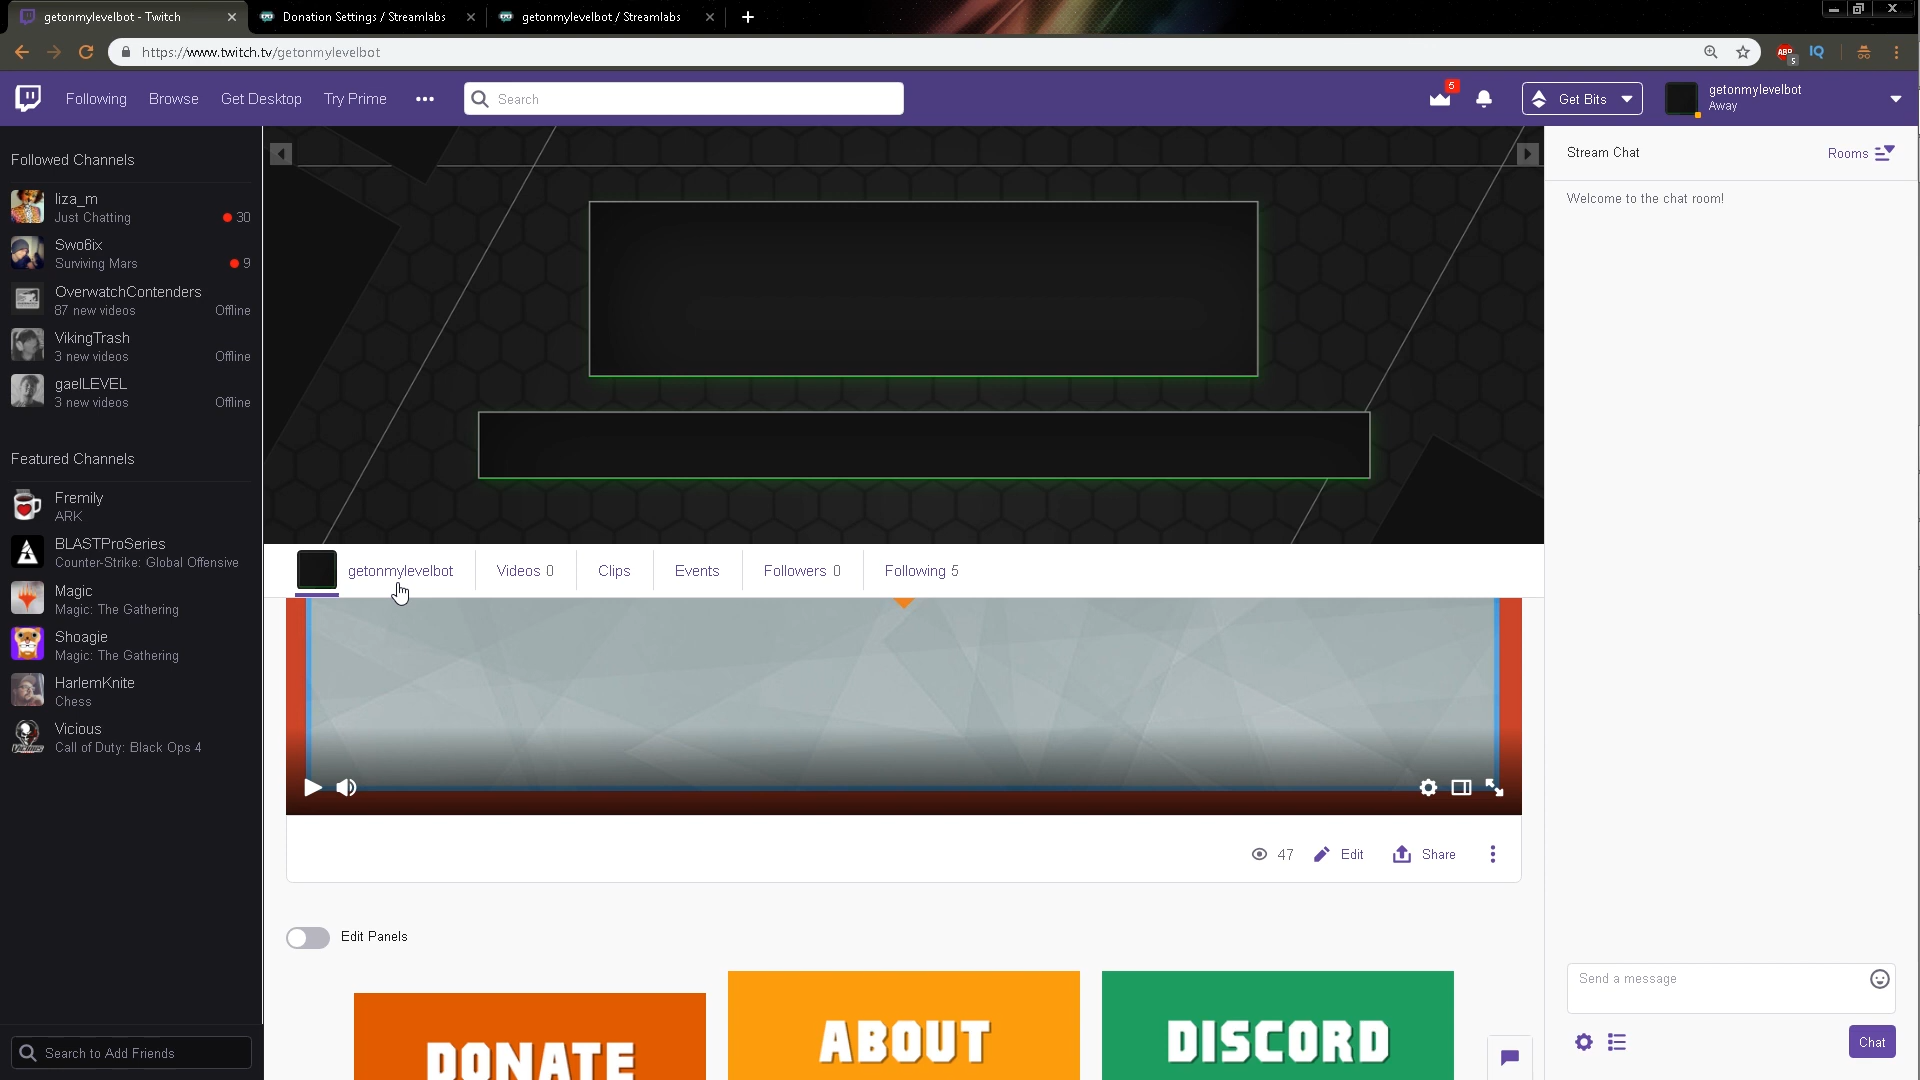 getonmylevelbot - Twitch
Donation Settings / Streamlabs
getonmylevelbot / Streamlabs
https://www.twitch.tv/getonmylevelbot
ABP
5
IQ
Following
Browse
Get Desktop
Try Prime
Search
5
Get Bits
getonmylevelbot
Away
Followed Channels
liza_m
Just Chatting
30
Swo6ix
Surviving Mars
9
OverwatchContenders
87 new videos
Offline
VikingTrash
3 new videos
Offline
gaelLEVEL
3 new videos
Offline
Featured Channels
Fremily
ARK
BLASTProSeries
Counter-Strike: Global Offensive
Magic
Magic: The Gathering
Shoagie
Magic: The Gathering
HarlemKnite
Chess
Vicious
Call of Duty: Black Ops 4
Search to Add Friends
getonmylevelbot
Videos 0
Clips
Events
Followers 0
Following 5
47
Edit
Share
Edit Panels
DONATE
ABOUT
DISCORD
Stream Chat
Rooms
Welcome to the chat room!
Send a message
Chat